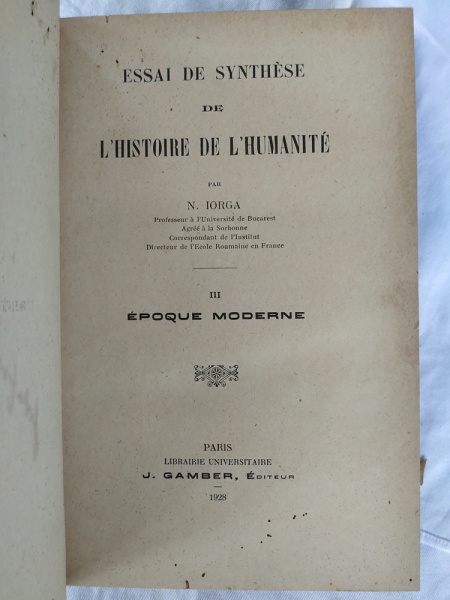 ESSAI DE SYNTHÈSE
DE
L'HISTOIRE DE L'HUMANITÉ
PAR
N. IORGA
Professeur à l'Université de Bucarest
Agréé à la Sorbonne
Correspondant de l'Institut
Directeur de l'Ecole Roumaine en France
III
ÉPOQUE MODERNE
PARIS
LIBRAIRIE UNIVERSITAIRE
J. GAMBER, ÉDITEUR
1928